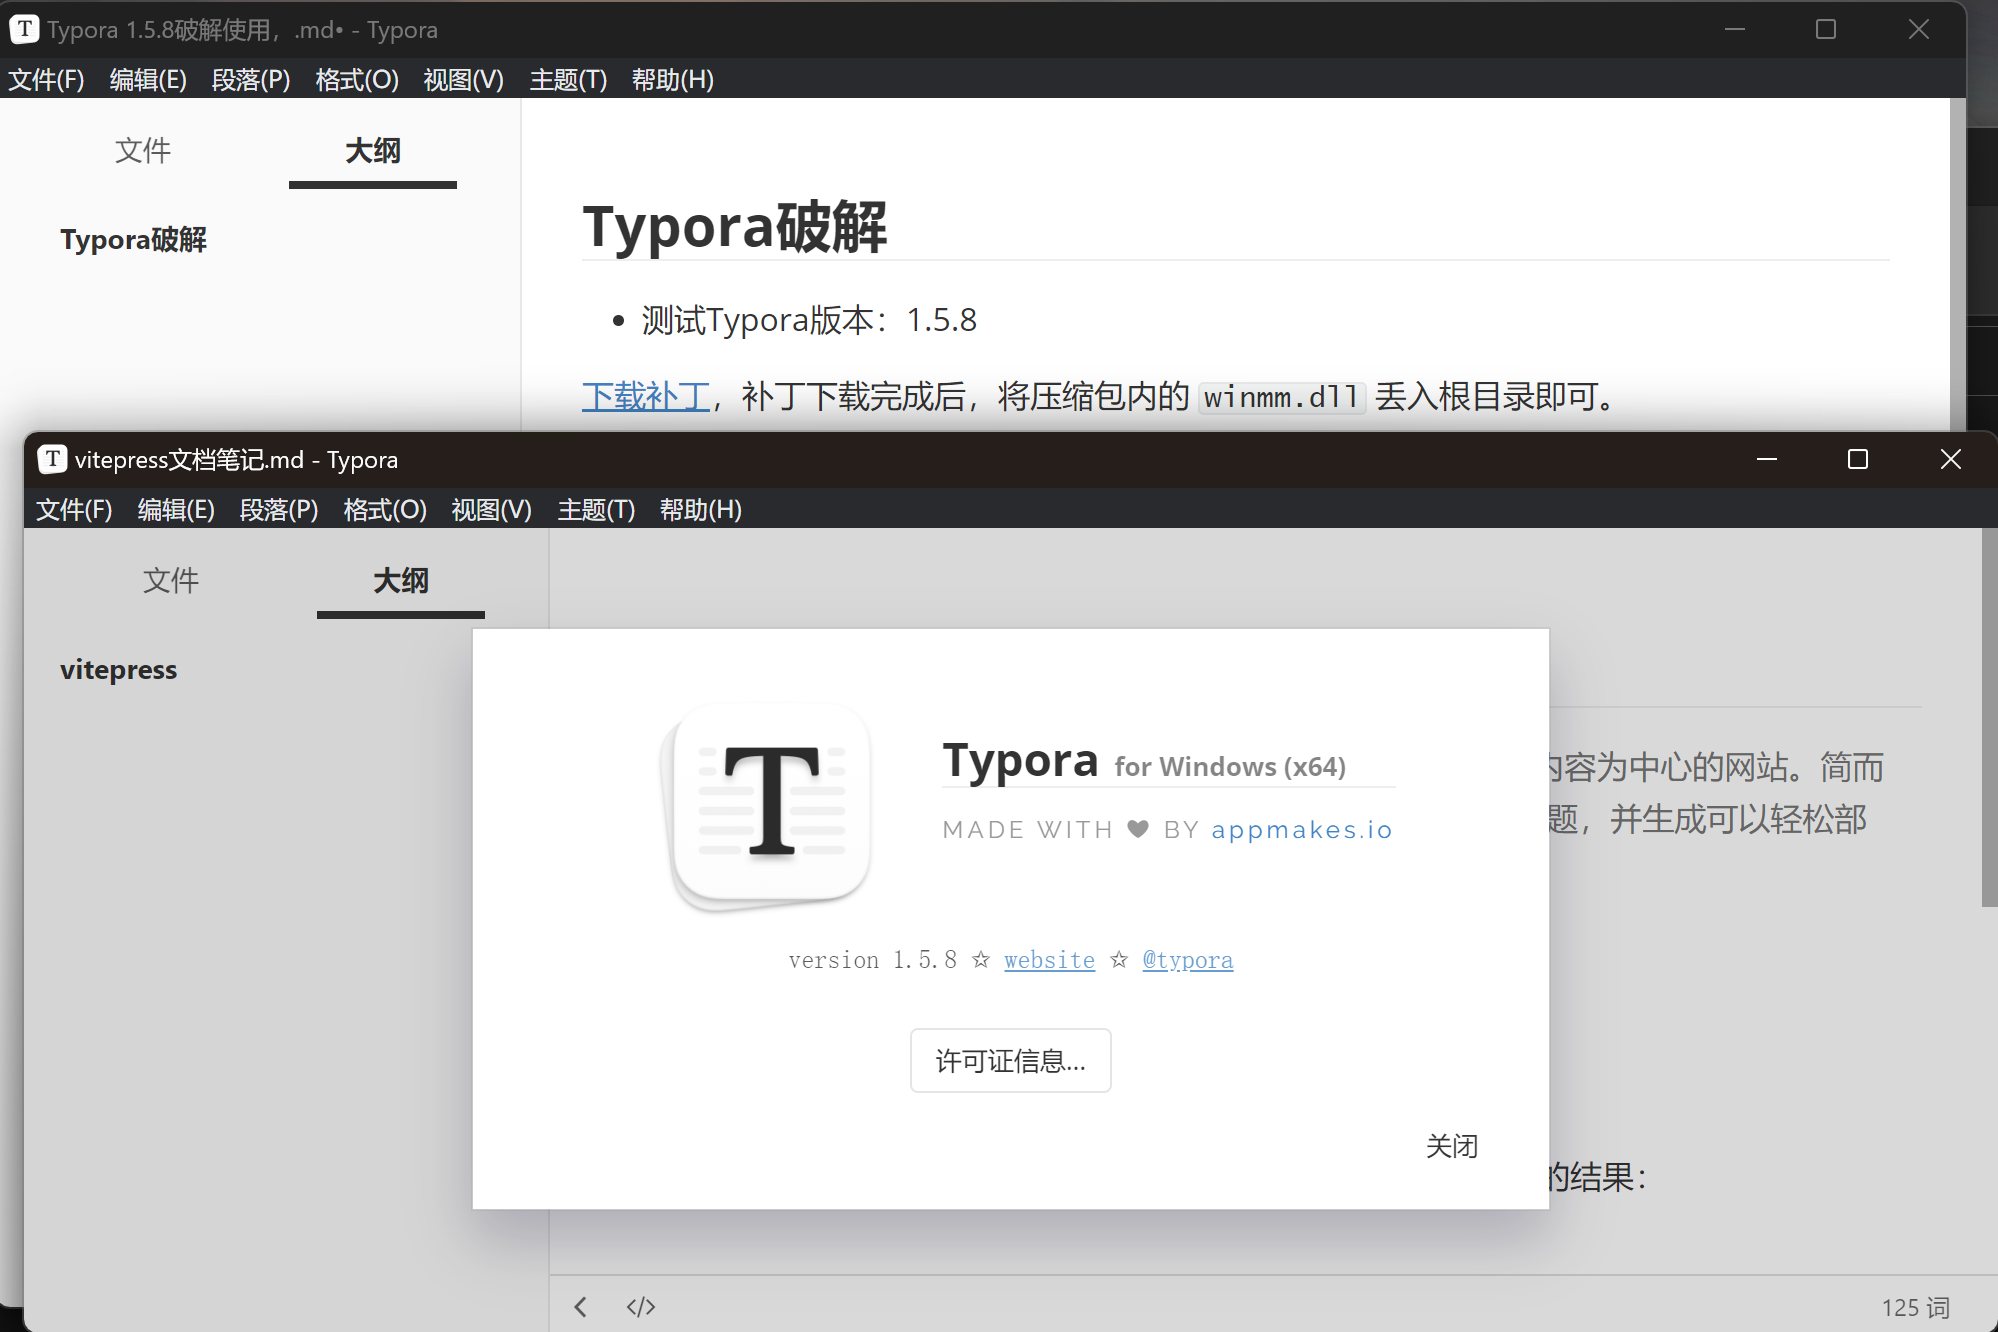 Typora 1.5.8破解使用，.md• - Typora
文件(F) 编辑(E) 段落(P) 格式(O) 视图(V) 主题(T) 帮助(H)
文件 大纲
Typora破解
Typora破解
测试Typora版本：1.5.8
下载补丁，补丁下载完成后，将压缩包内的 winmm.dll 丢入根目录即可。
vitepress文档笔记.md - Typora
文件(F) 编辑(E) 段落(P) 格式(O) 视图(V) 主题(T) 帮助(H)
文件 大纲
vitepress
T
Typora for Windows (x64)
MADE WITH ♥ BY appmakes.io
内容为中心的网站。简而
题，并生成可以轻松部
version 1.5.8 ☆ website ☆ @typora
许可证信息...
关闭
的结果：
</> 125 词